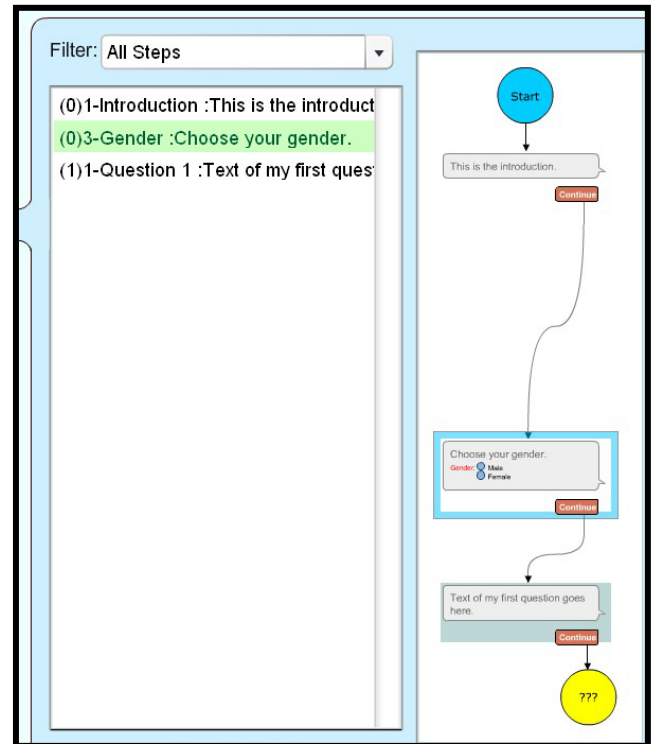 Filter: All Steps
(0)1-Introduction :This is the introduct
(0)3-Gender :Choose your gender.
(1)1-Question 1 :Text of my first ques
Start
This is the introduction.
Continue
Choose your gender.
Gender: Male
Female
Continue
Text of my first question goes
here.
Continue
???